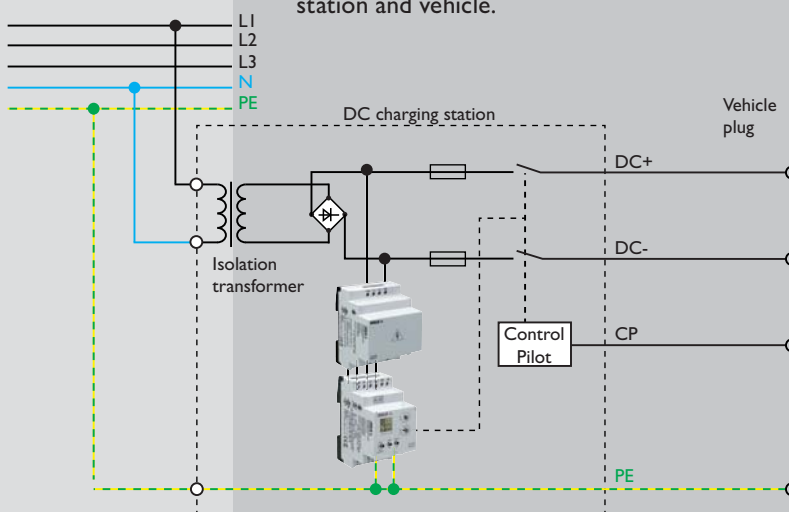 station and vehicle.
L1
L2
L3
N
PE
DC charging station
Vehicle
plug
DC+
DC-
Isolation
transformer
Control
Pilot
CP
PE